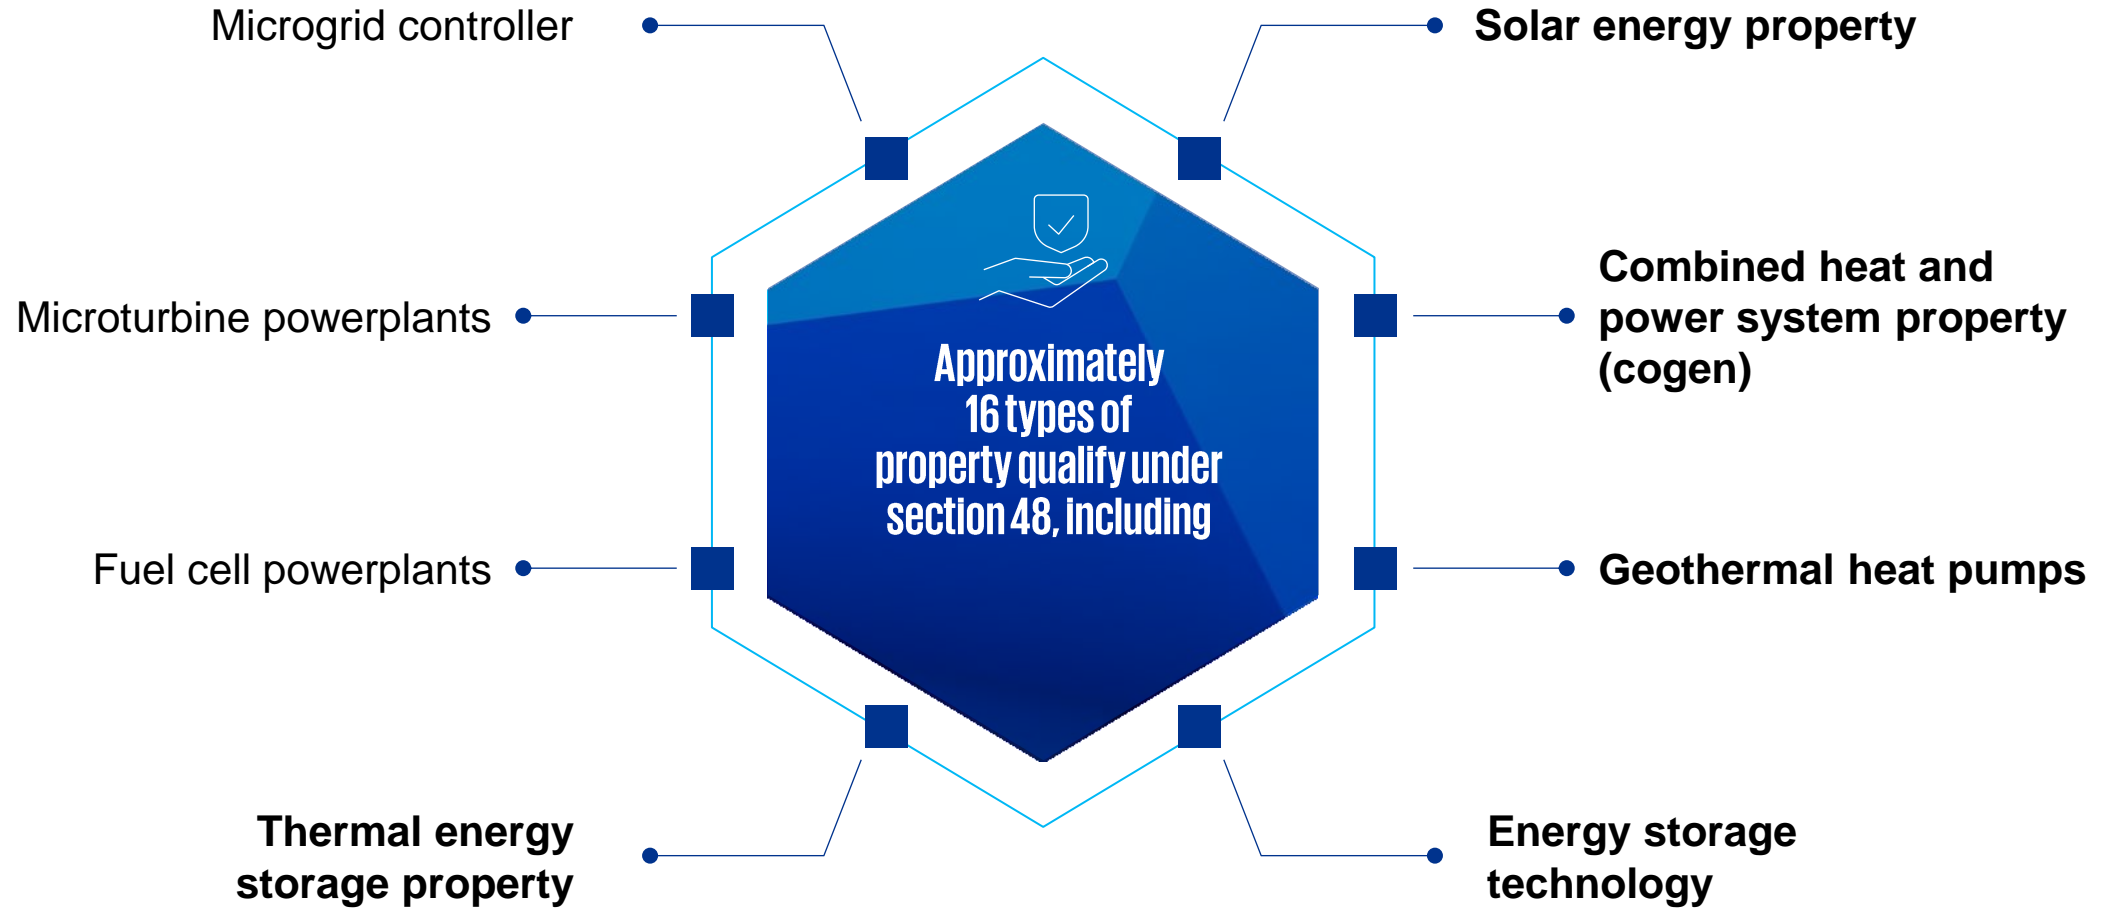 Microgrid controller
Solar energy property
Microturbine powerplants
Combined heat and
power system property
(cogen)
Approximately
16 types of
property qualify under
section 48, including
Fuel cell powerplants
Geothermal heat pumps
Thermal energy
storage property
Energy storage
technology